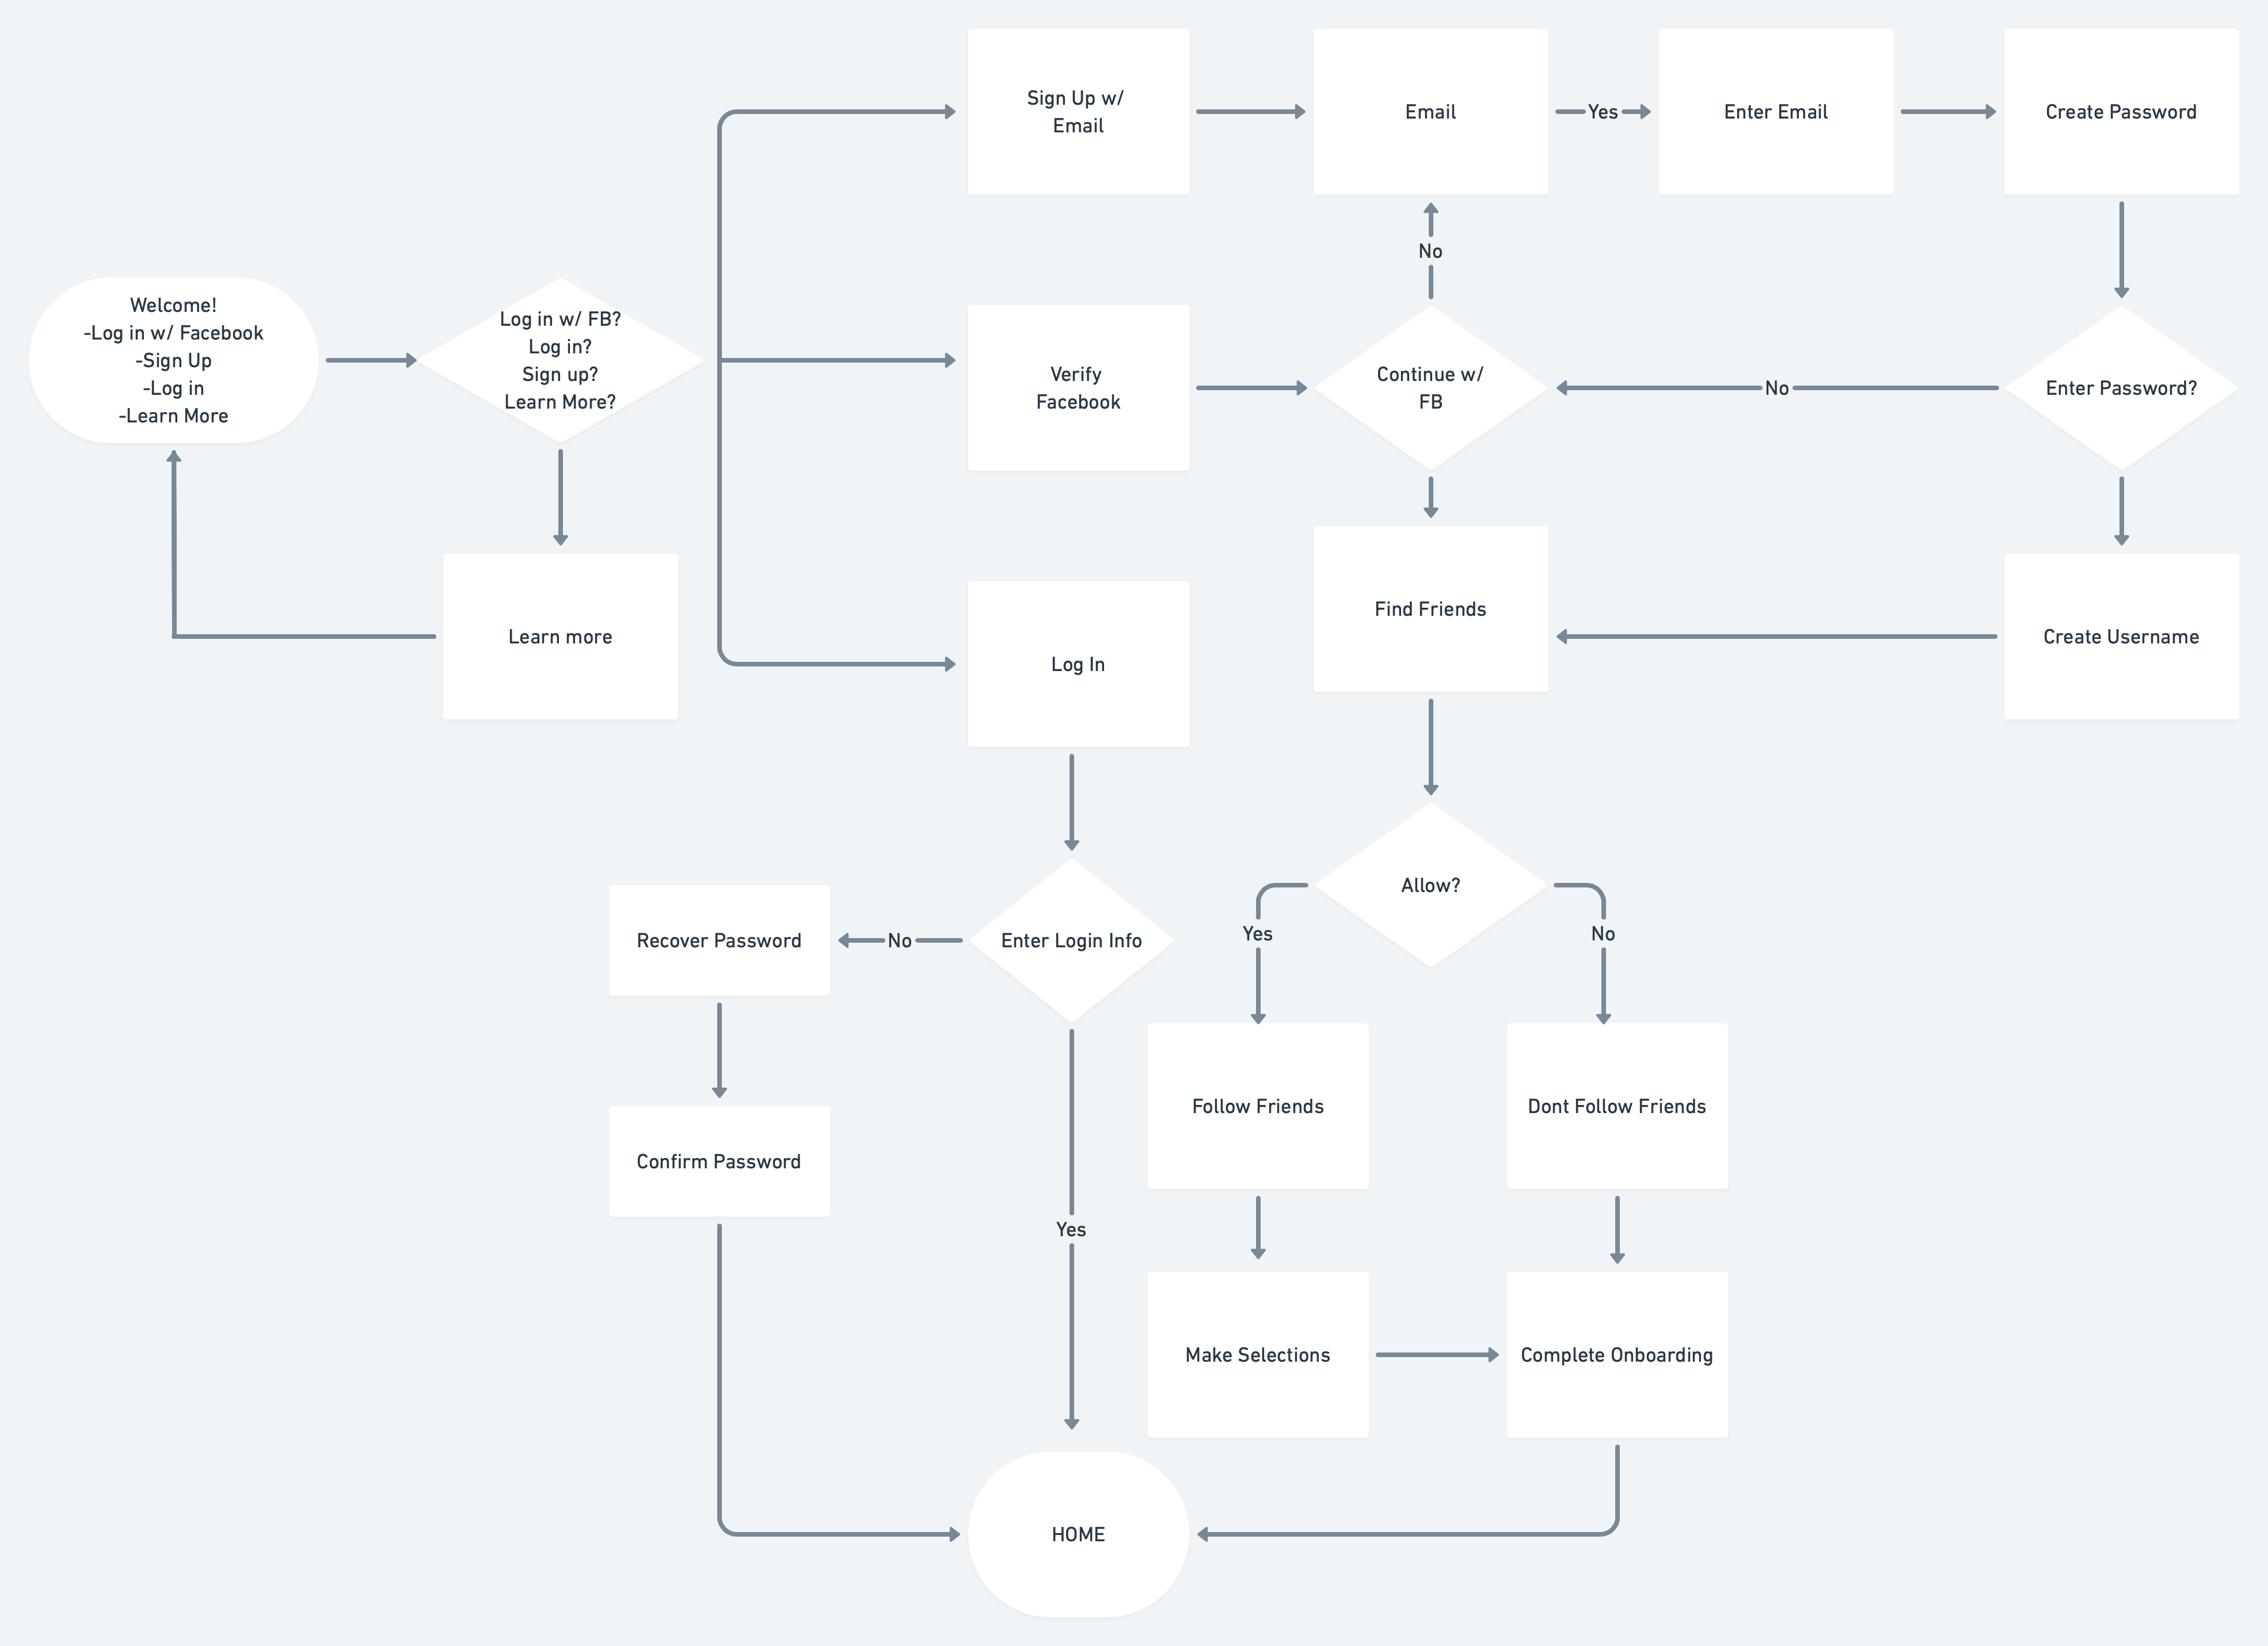 Sign Up w/
Email
Email
Yes
Enter Email
Create Password
No
Welcome!
-Log in w/ Facebook
-Sign Up
-Log in
-Learn More
Log in w/ FB?
Log in?
Sign up?
Learn More?
Verify
Facebook
Continue w/
FB
No
Enter Password?
Learn more
Log In
Find Friends
Create Username
Allow?
Recover Password
No
Enter Login Info
Yes
No
Confirm Password
Follow Friends
Dont Follow Friends
Yes
Make Selections
Complete Onboarding
HOME